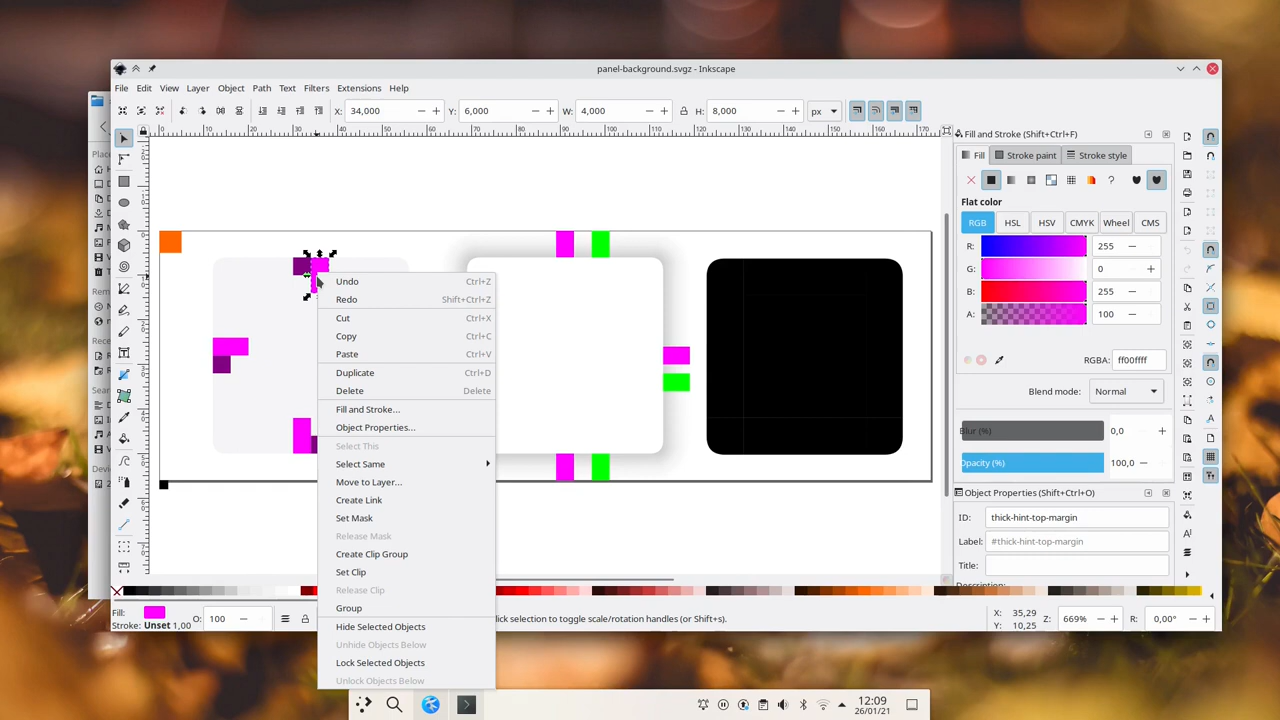 panel-background.svgz - Inkscape
File Edit View Layer Object Path Text Filters Extensions Help
X: 34,000 Y: 6,000 W: 4,000 H: 8,000 px
Fill and Stroke (Shift+Ctrl+F)
Fill Stroke paint Stroke style
?
Flat color
RGB HSL HSV CMYK Wheel CMS
R: 255
G: 0
B: 255
A: 100
RGBA: ff00ffff
Blend mode: Normal
Blur (%) 0,0
Opacity (%) 100,0
Object Properties (Shift+Ctrl+O)
ID: thick-hint-top-margin
Label: #thick-hint-top-margin
Title:
Undo Ctrl+Z
Redo Shift+Ctrl+Z
Cut Ctrl+X
Copy Ctrl+C
Paste Ctrl+V
Duplicate Ctrl+D
Delete Delete
Fill and Stroke...
Object Properties...
Select This
Select Same
Move to Layer...
Create Link
Set Mask
Release Mask
Create Clip Group
Set Clip
Release Clip
Group
Hide Selected Objects
Unhide Objects Below
Lock Selected Objects
Unlock Objects Below
Fill:
Stroke: Unset 1,00
O: 100
lick selection to toggle scale/rotation handles (or Shift+s).
X: 35,29
Y: 10,25
Z: 669% R: 0,00°
12:09
26/01/21